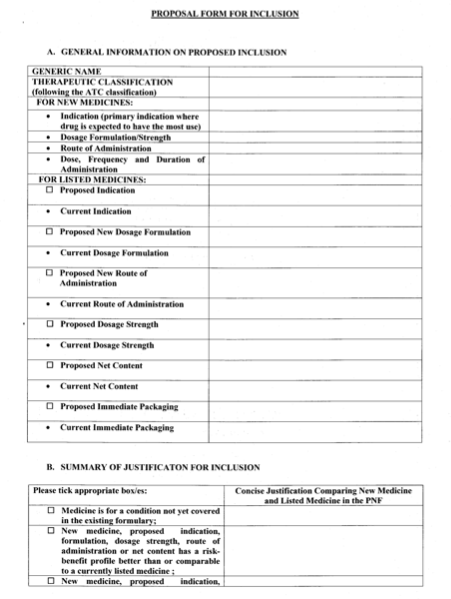 PROPOSAL FORM FOR INCLUSION
A. GENERAL INFORMATION ON PROPOSED INCLUSION
GENERIC NAME
THERAPEUTIC CLASSIFICATION
(following the ATC classification)
FOR NEW MEDICINES:
• Indication (primary indication where
drug is expected to have the most use)
• Dosage Formulation/Strength
• Route of Administration
• Dose, Frequency and Duration of
Administration
FOR LISTED MEDICINES:
☐ Proposed Indication
• Current Indication
☐ Proposed New Dosage Formulation
• Current Dosage Formulation
☐ Proposed New Route of
Administration
• Current Route of Administration
☐ Proposed Dosage Strength
• Current Dosage Strength
☐ Proposed Net Content
• Current Net Content
☐ Proposed Immediate Packaging
• Current Immediate Packaging
B. SUMMARY OF JUSTIFICATON FOR INCLUSION
Please tick appropriate box/es:
Concise Justification Comparing New Medicine
and Listed Medicine in the PNF
☐ Medicine is for a condition not yet covered
in the existing formulary;
☐ New medicine, proposed indication,
formulation, dosage strength, route of
administration or net content has a risk-
benefit profile better than or comparable
to a currently listed medicine ;
☐ New medicine, proposed indication,